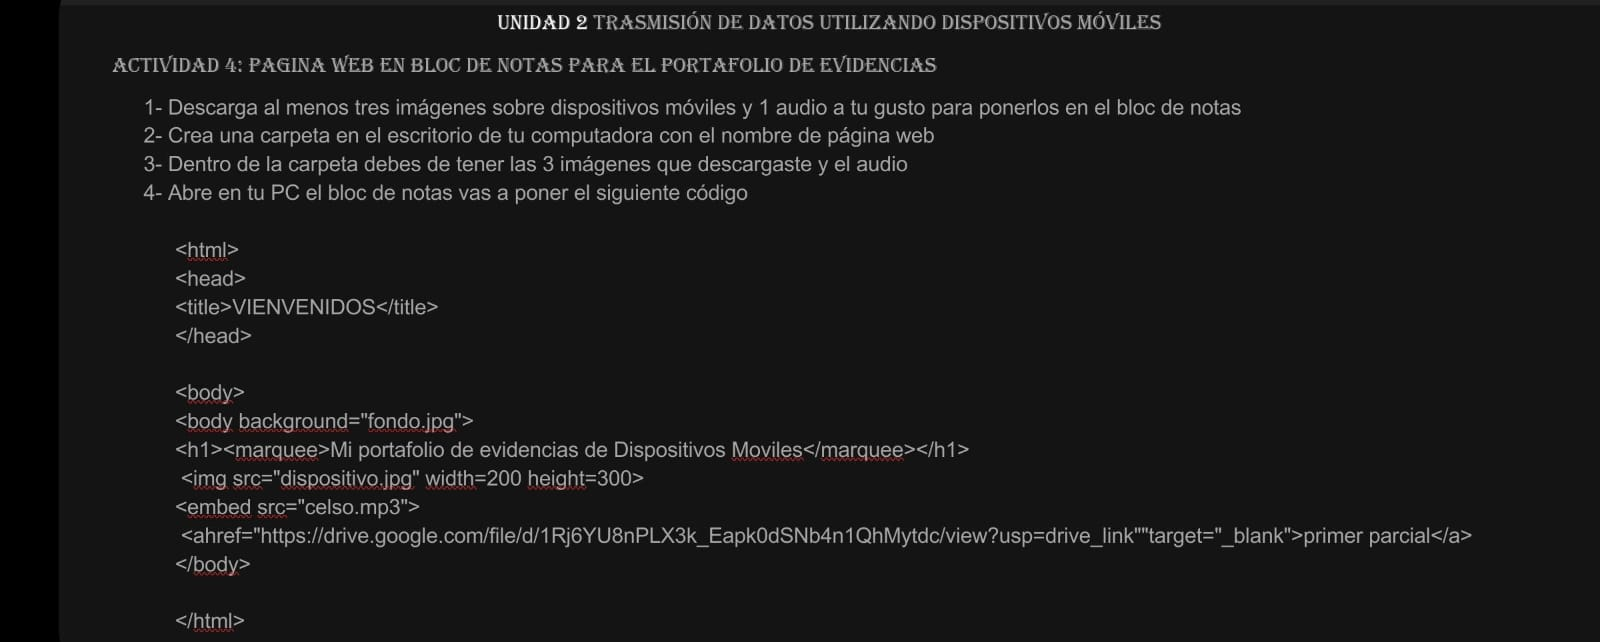 UNIDAD 2 TRASMISIÓN DE DATOS UTILIZANDO DISPOSITIVOS MÓVILES
ACTIVIDAD 4: PAGINA WEB EN BLOC DE NOTAS PARA EL PORTAFOLIO DE EVIDENCIAS
1- Descarga al menos tres imágenes sobre dispositivos móviles y 1 audio a tu gusto para ponerlos en el bloc de notas
2- Crea una carpeta en el escritorio de tu computadora con el nombre de página web
3- Dentro de la carpeta debes de tener las 3 imágenes que descargaste y el audio
4- Abre en tu PC el bloc de notas vas a poner el siguiente código
<html>
<head>
<title>VIENVENIDOS</title>
</head>
<body>
<body background="fondo.jpg">
<h1><marquee>Mi portafolio de evidencias de Dispositivos Moviles</marquee></h1>
<img src="dispositivo.jpg" width=200 height=300>
<embed src="celso.mp3">
<ahref="https://drive.google.com/file/d/1Rj6YU8nPLX3k_Eapk0dSNb4n1QhMytdc/view?usp=drive_link""target="_blank">primer parcial</a>
</body>
</html>